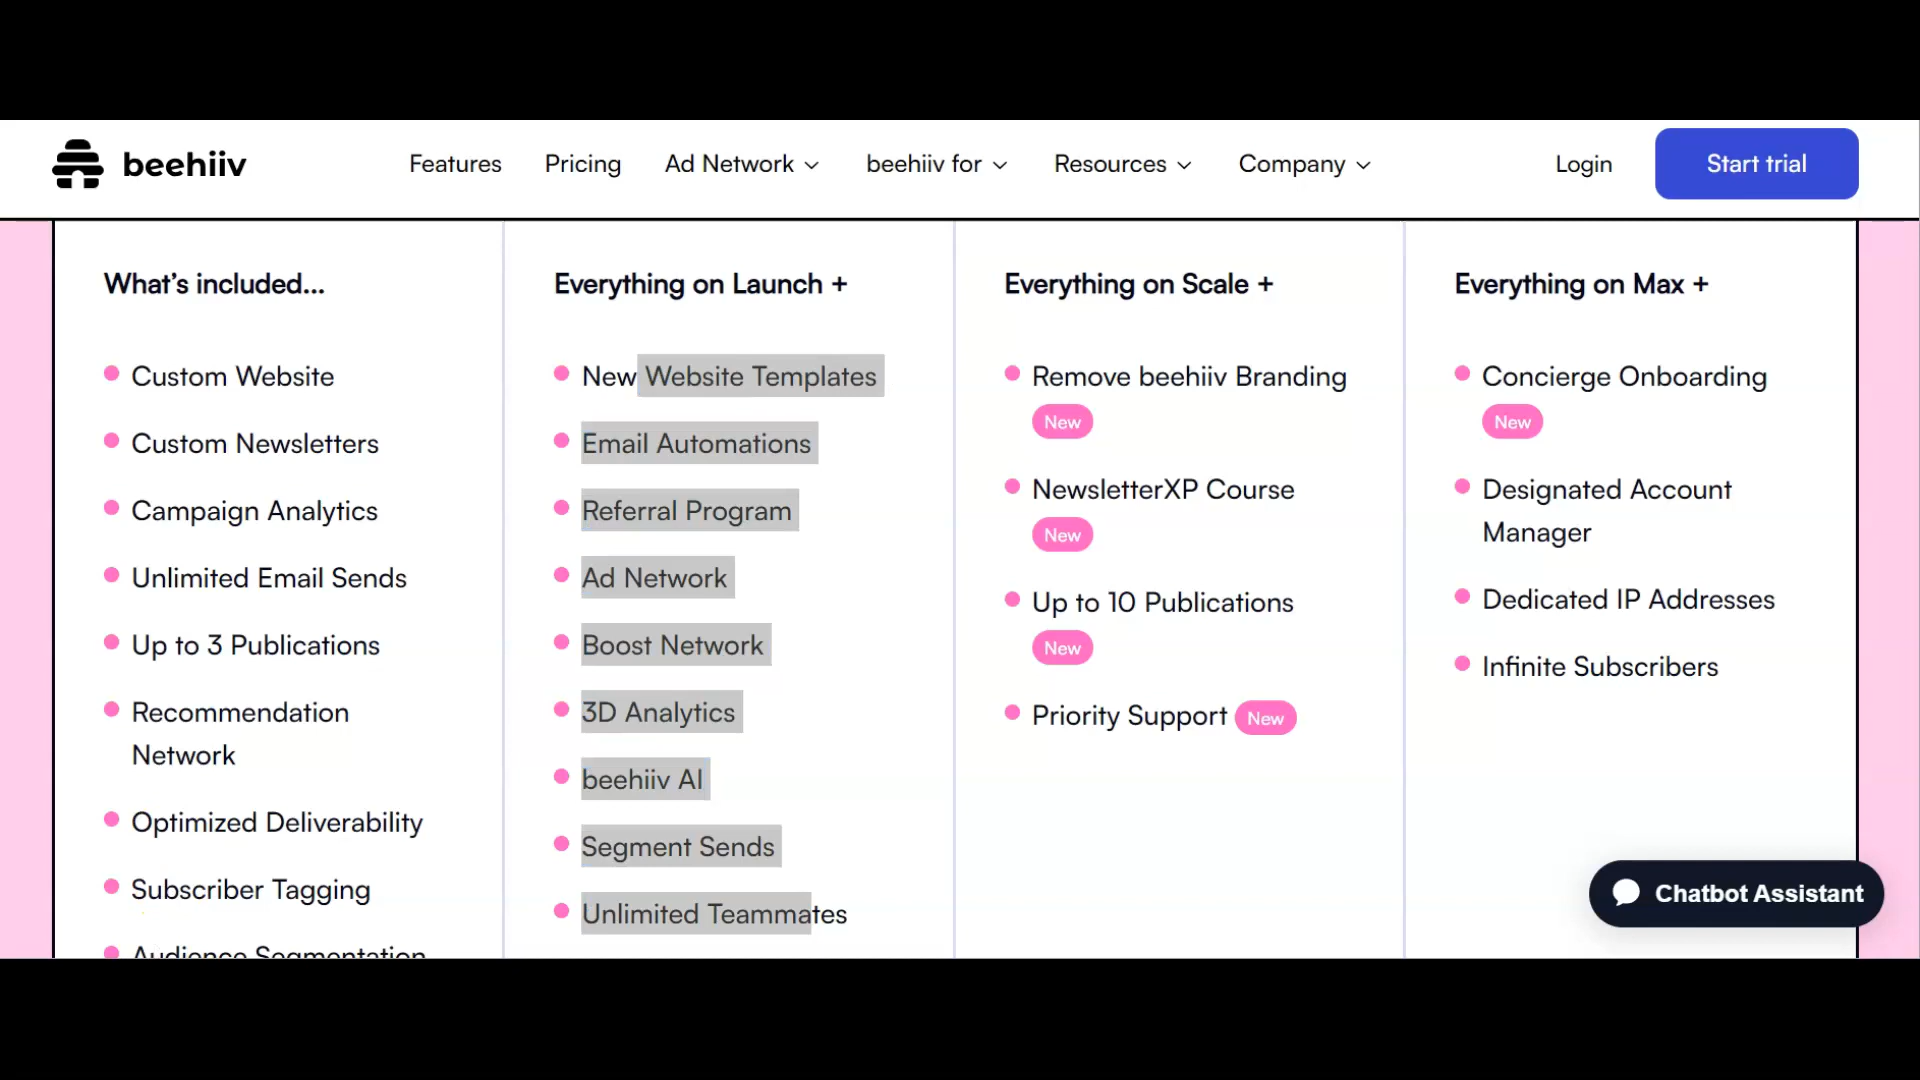 beehiiv
Features
Pricing
Ad Network
beehiiv for
Resources
Company
Login
Start trial
What's included...
Custom Website
Custom Newsletters
Campaign Analytics
Unlimited Email Sends
Up to 3 Publications
Recommendation
Network
Optimized Deliverability
Subscriber Tagging
Audience Segmentation
Everything on Launch +
New Website Templates
Email Automations
Referral Program
Ad Network
Boost Network
3D Analytics
beehiiv AI
Segment Sends
Unlimited Teammates
Everything on Scale +
Remove beehiiv Branding
New
NewsletterXP Course
New
Up to 10 Publications
New
Priority Support New
Everything on Max +
Concierge Onboarding
New
Designated Account
Manager
Dedicated IP Addresses
Infinite Subscribers
Chatbot Assistant